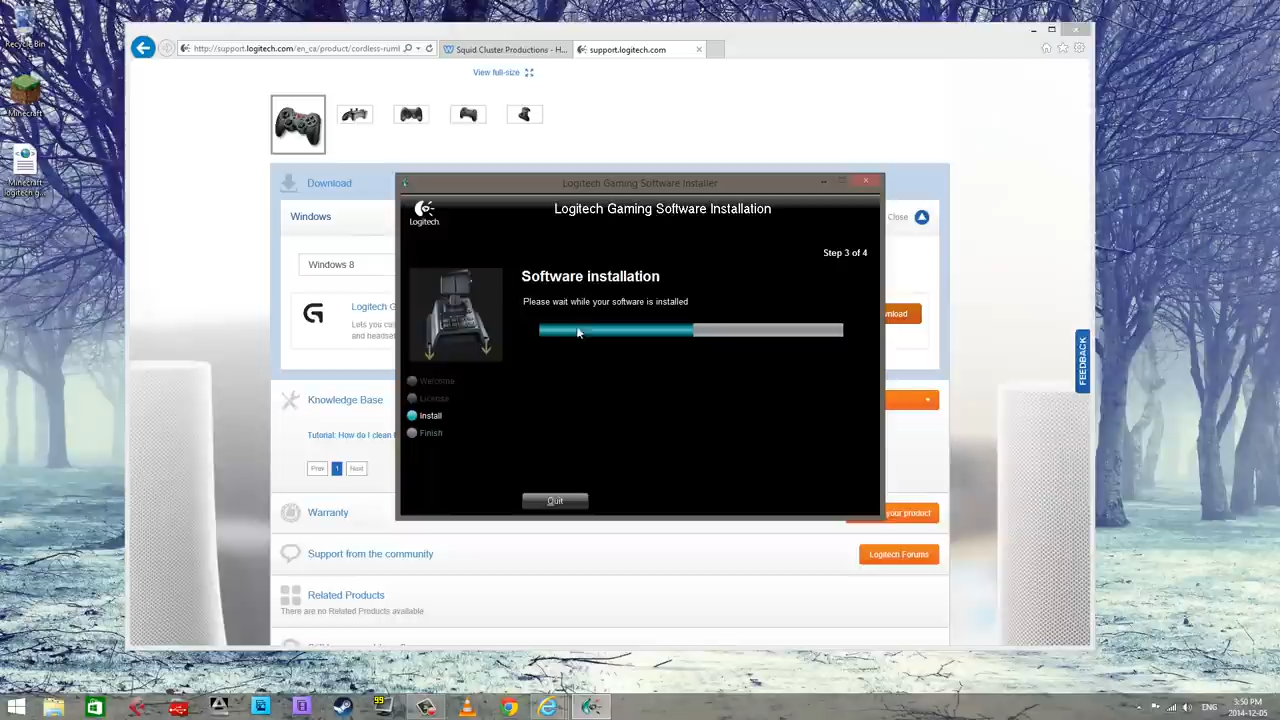 Recycle Bin
Minecraft
Minecraft
logitech g...
http://support.logitech.com/en_ca/product/cordless-rumb
Squid Cluster Productions - H...
support.logitech.com
View full-size
Download
Windows
Close
Windows 8
Logitech G
Lets you cu
and headset
nload
Knowledge Base
Tutorial: How do I clean
Prev 1 Next
Warranty
your product
Support from the community
Logitech Forums
Related Products
There are no Related Products available
FEEDBACK
Logitech Gaming Software Installer
Logitech
Logitech Gaming Software Installation
Step 3 of 4
Software installation
Please wait while your software is installed
Welcome
License
Install
Finish
Quit
99
ENG
3:50 PM
2014-12-05